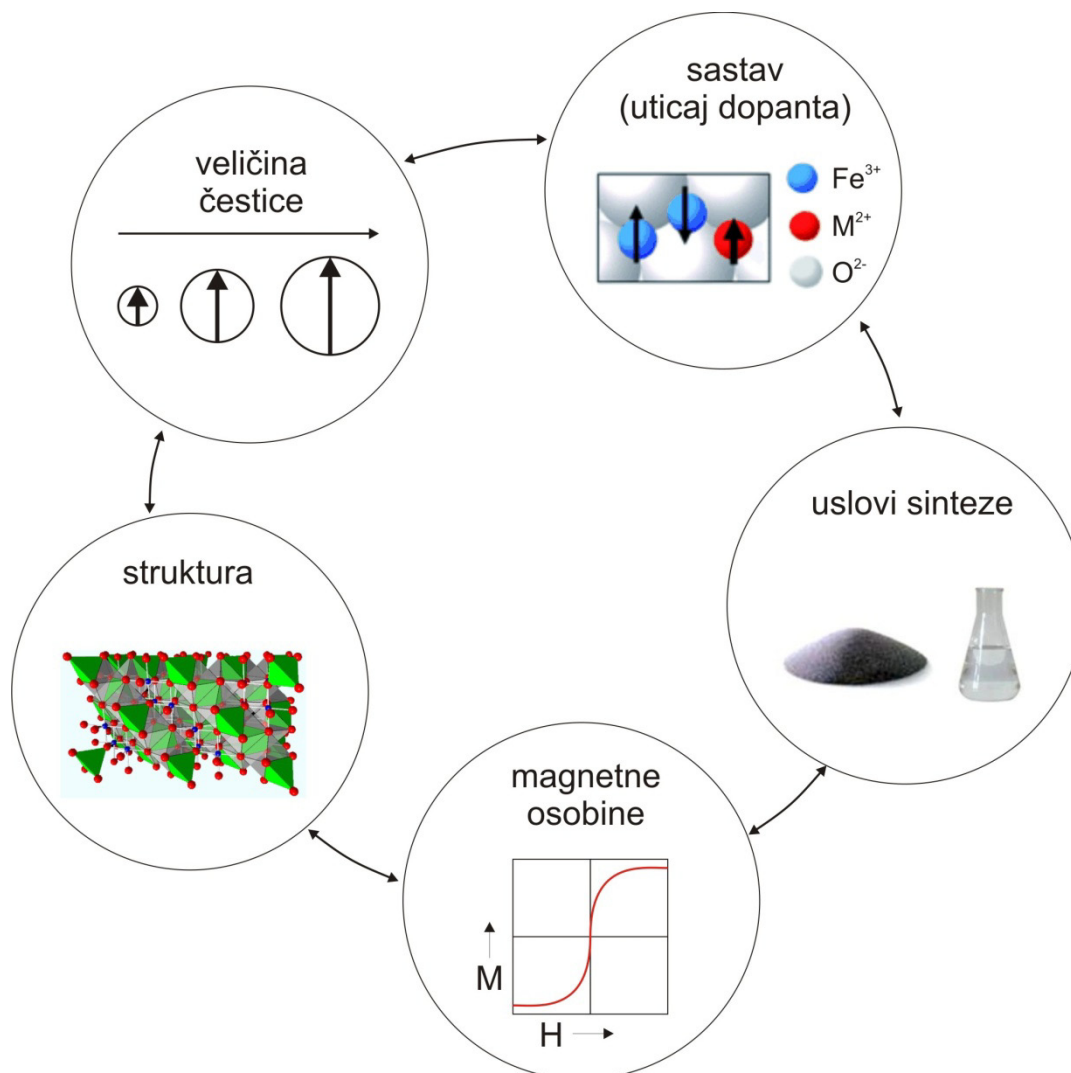 sastav
(uticaj dopanta)
Fe³⁺
M²⁺
O²⁻
veličina
čestice
uslovi sinteze
struktura
magnetne
osobine
M
H